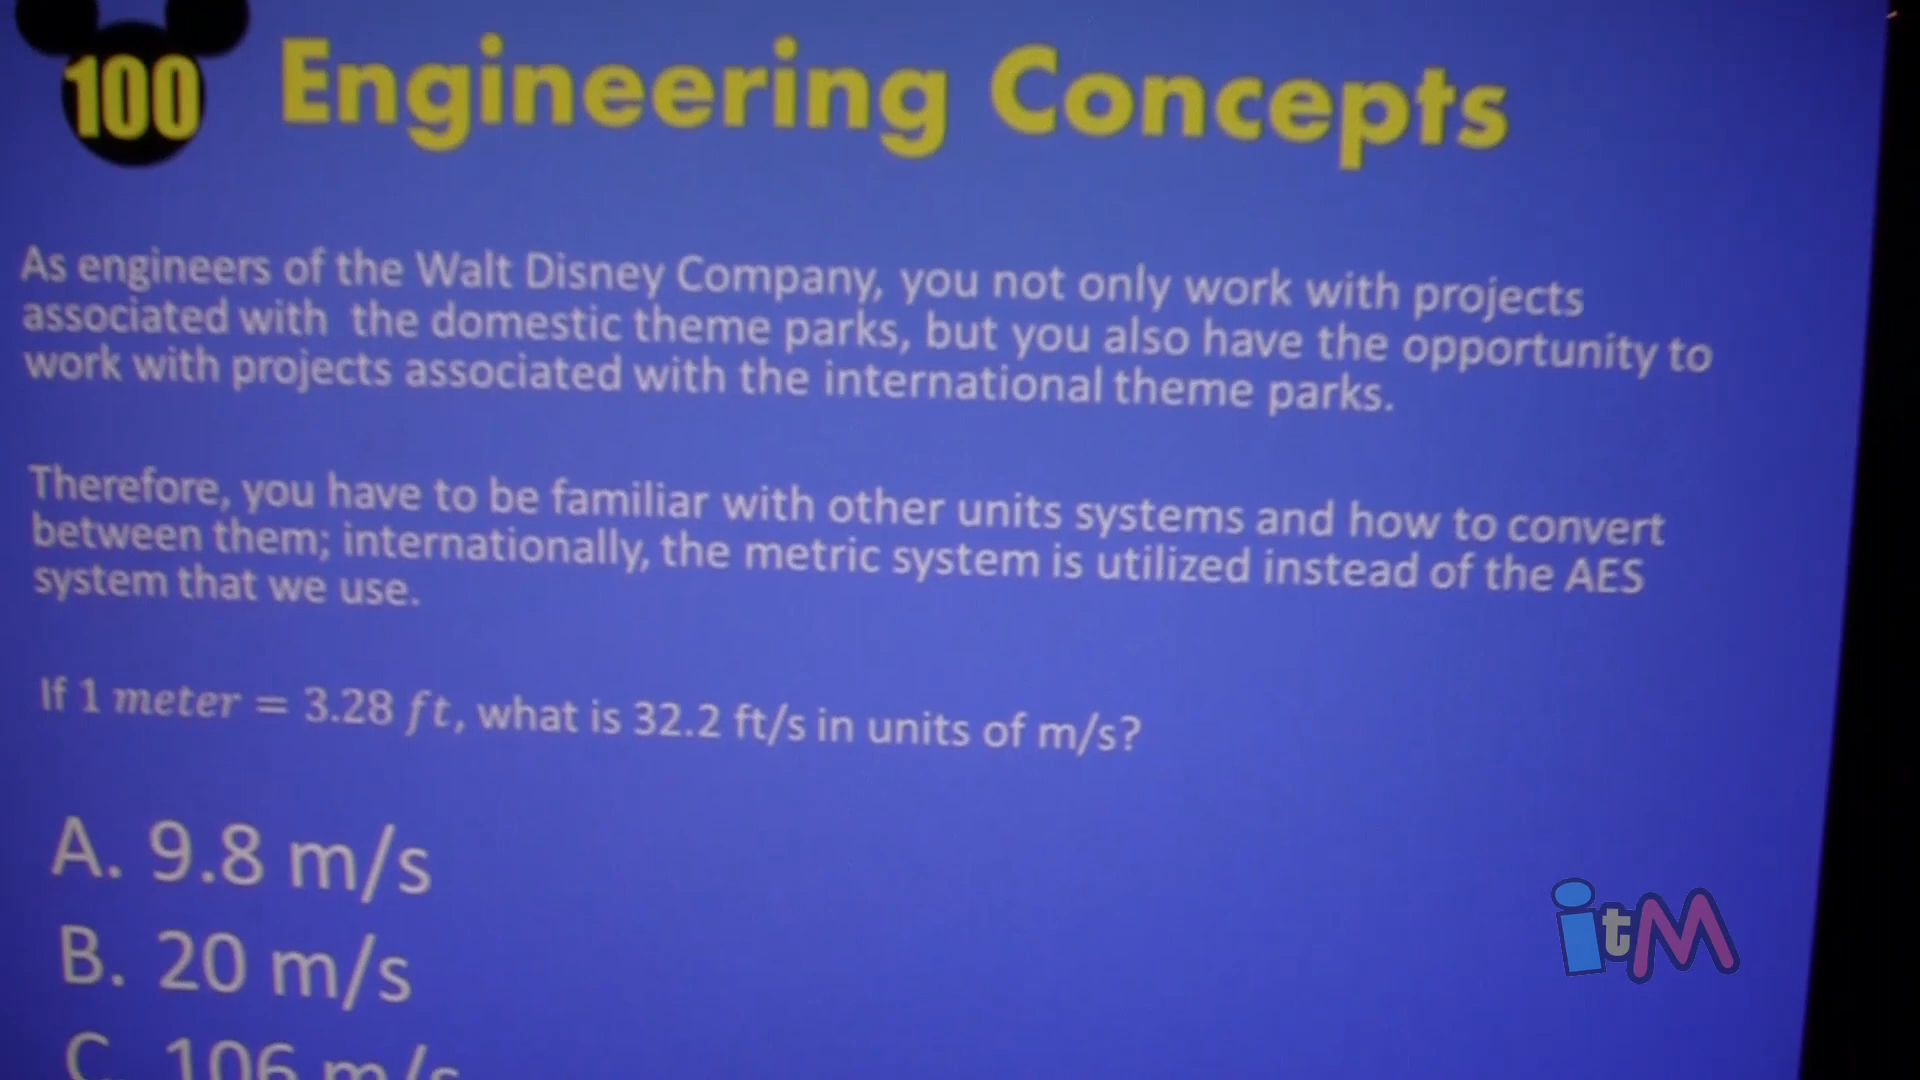 100 Engineering Concepts
As engineers of the Walt Disney Company, you not only work with projects
associated with the domestic theme parks, but you also have the opportunity to
work with projects associated with the international theme parks.
Therefore, you have to be familiar with other units systems and how to convert
between them; internationally, the metric system is utilized instead of the AES
system that we use.
If 1 meter = 3.28 ft, what is 32.2 ft/s in units of m/s?
A. 9.8 m/s
B. 20 m/s
C. 106 m/s
itM